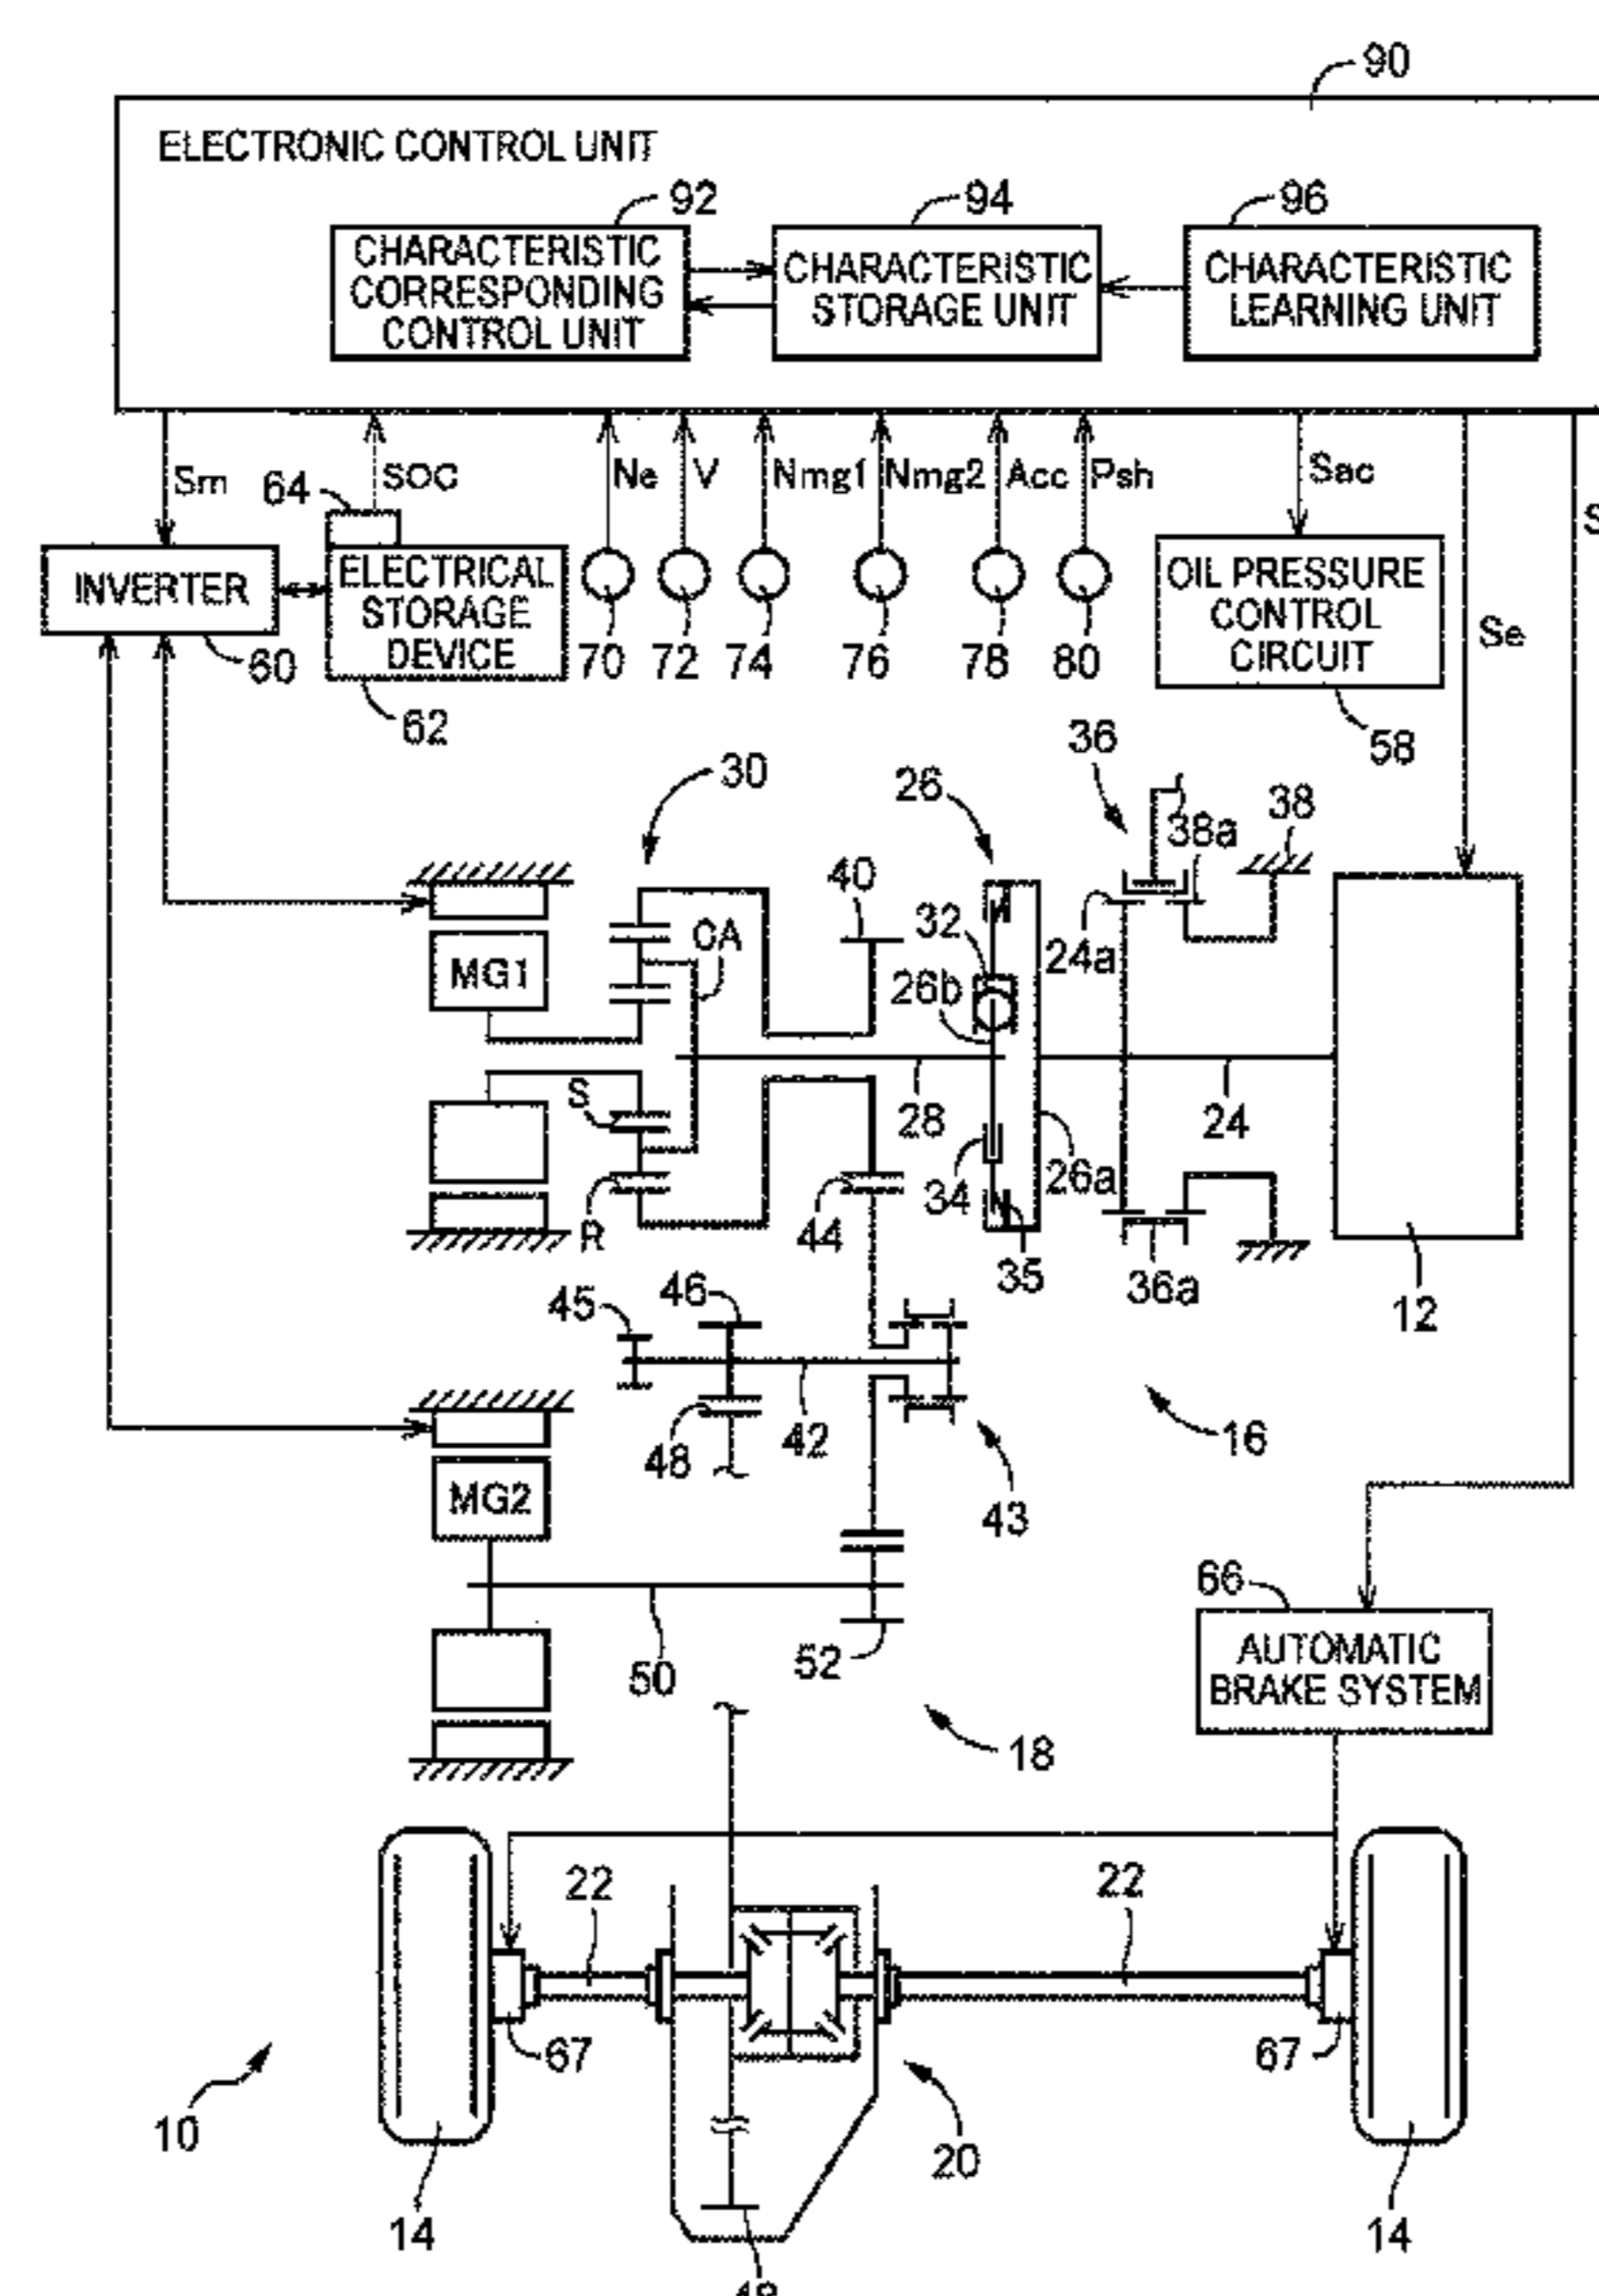 90
ELECTRONIC CONTROL UNIT
92
94
96
CHARACTERISTIC
CORRESPONDING
CONTROL UNIT
CHARACTERISTIC
STORAGE UNIT
CHARACTERISTIC
LEARNING UNIT
Sm
64
SOC
Ne
V
Nmg1
Nmg2
Acc
Psh
Sac
S
INVERTER
ELECTRICAL
STORAGE
DEVICE
OIL PRESSURE
CONTROL
CIRCUIT
Se
60
62
70
72
74
76
78
80
58
30
26
36
38
38a
40
32
CA
24a
MG1
26b
S
28
24
34
26a
R
44
35
36a
12
45
46
48
42
16
43
MG2
66
50
52
AUTOMATIC
BRAKE SYSTEM
18
22
22
67
67
10
20
14
14
48